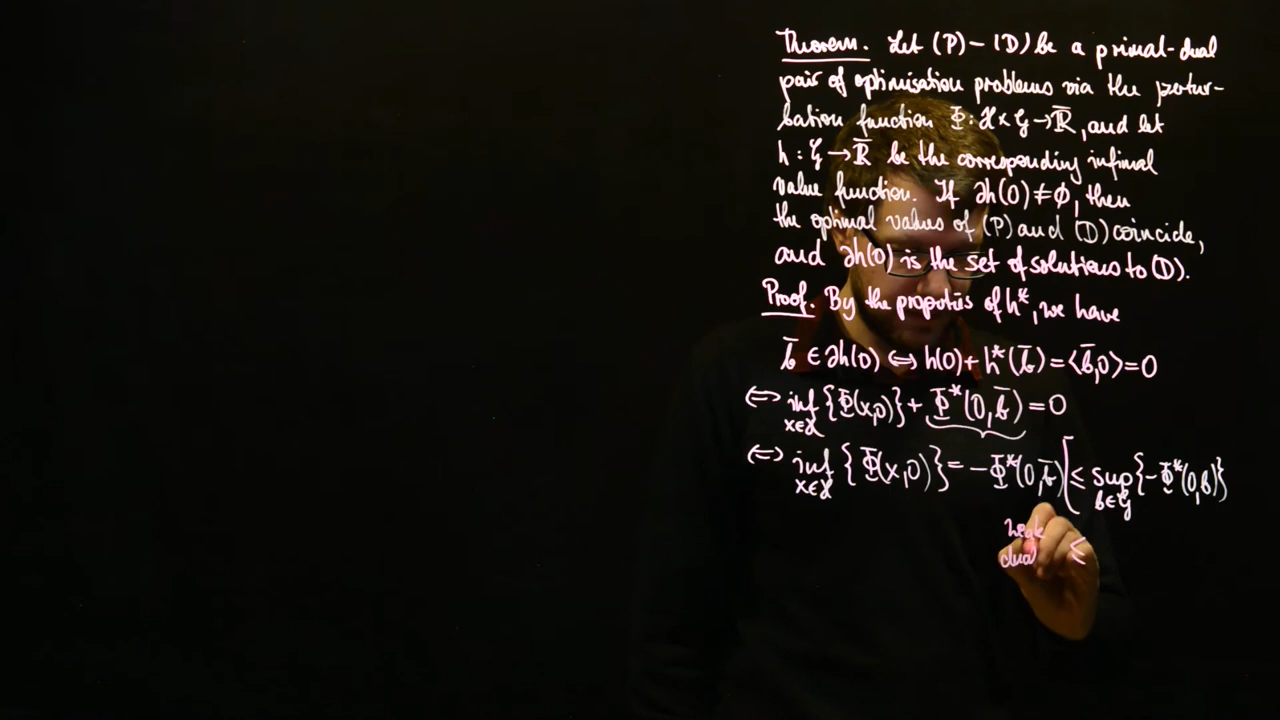 Theorem. Let (P)-(D) be a primal-dual
pair of optimisation problems via the pertur-
bation function Φ: ℋ×𝒢→ℝ̄, and let
h: 𝒢→ℝ̄ be the corresponding infimal
value function. If ∂h(0)≠∅, then
the optimal values of (P) and (D) coincide,
and ∂h(0) is the set of solutions to (D).
Proof. By the properties of h*, we have
b̄ ∈ ∂h(0) ⇔ h(0)+h*(b̄)=⟨b̄,0⟩=0
⇔ inf_{x∈ℋ} {Φ(x,0)} + Φ*(0,b̄) = 0
⇔ inf_{x∈ℋ} {Φ(x,0)} = -Φ*(0,b̄) [ ≤ sup_{b∈𝒢} {-Φ*(0,b)}
weak
dual ≤